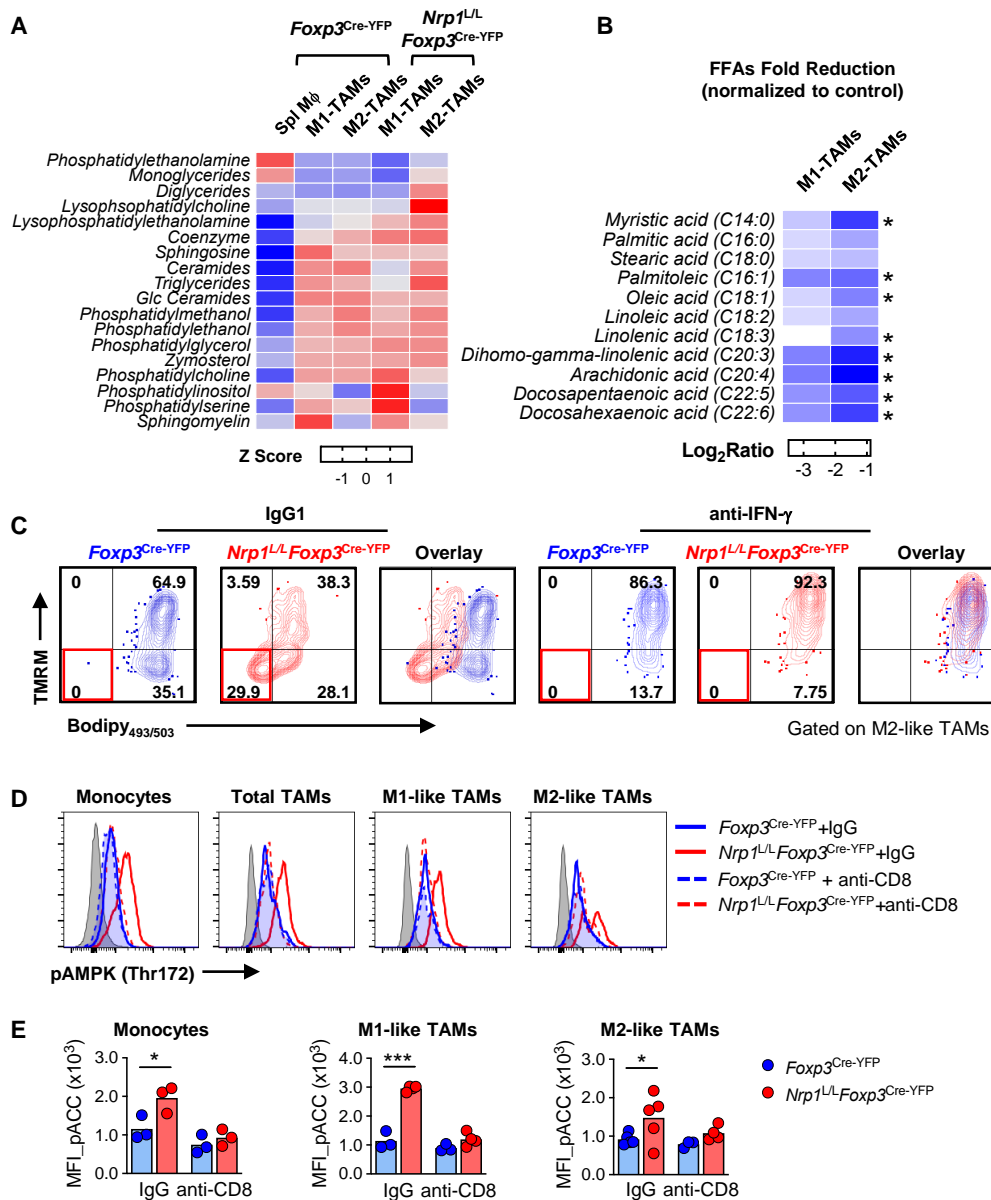 A
Foxp3Cre-YFP
Nrp1L/L
Foxp3Cre-YFP
Spl Mϕ
M1-TAMs
M2-TAMs
M1-TAMs
M2-TAMs
Phosphatidylethanolamine
Monoglycerides
Diglycerides
Lysophsophatidylcholine
Lysophosphatidylethanolamine
Coenzyme
Sphingosine
Ceramides
Triglycerides
Glc Ceramides
Phosphatidylmethanol
Phosphatidylethanol
Phosphatidylglycerol
Zymosterol
Phosphatidylcholine
Phosphatidylinositol
Phosphatidylserine
Sphingomyelin
Z Score
-1 0 1
B
FFAs Fold Reduction
(normalized to control)
M1-TAMs
M2-TAMs
Myristic acid (C14:0) *
Palmitic acid (C16:0)
Stearic acid (C18:0)
Palmitoleic (C16:1) *
Oleic acid (C18:1) *
Linoleic acid (C18:2)
Linolenic acid (C18:3) *
Dihomo-gamma-linolenic acid (C20:3) *
Arachidonic acid (C20:4) *
Docosapentaenoic acid (C22:5) *
Docosahexaenoic acid (C22:6) *
Log2Ratio
-3 -2 -1
C
IgG1
anti-IFN-γ
Foxp3Cre-YFP Nrp1L/LFoxp3Cre-YFP Overlay Foxp3Cre-YFP Nrp1L/LFoxp3Cre-YFP Overlay
0 64.9 3.59 38.3 0 86.3 0 92.3
0 35.1 29.9 28.1 0 13.7 0 7.75
TMRM
Bodipy493/503
Gated on M2-like TAMs
D
Monocytes Total TAMs M1-like TAMs M2-like TAMs
Foxp3Cre-YFP+IgG
Nrp1L/LFoxp3Cre-YFP+IgG
Foxp3Cre-YFP + anti-CD8
Nrp1L/L Foxp3Cre-YFP+anti-CD8
pAMPK (Thr172)
E
Monocytes
MFI_pACC (x103)
2.0
1.0
0.0
*
IgG anti-CD8
M1-like TAMs
MFI_pACC (x103)
4.0
3.0
2.0
1.0
0.0
***
IgG anti-CD8
M2-like TAMs
MFI_pACC (x103)
2.0
1.0
0.0
*
IgG anti-CD8
Foxp3Cre-YFP
Nrp1L/LFoxp3Cre-YFP